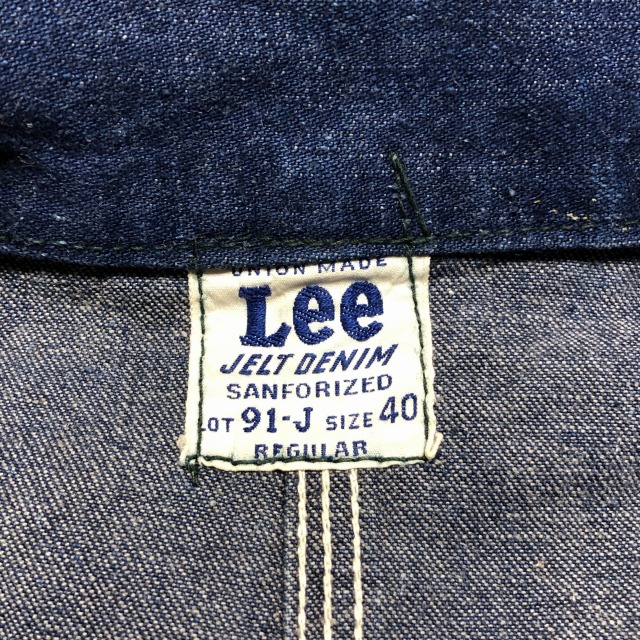 UNION MADE
Lee
JELT DENIM
SANFORIZED
LOT 91-J SIZE 40
REGULAR